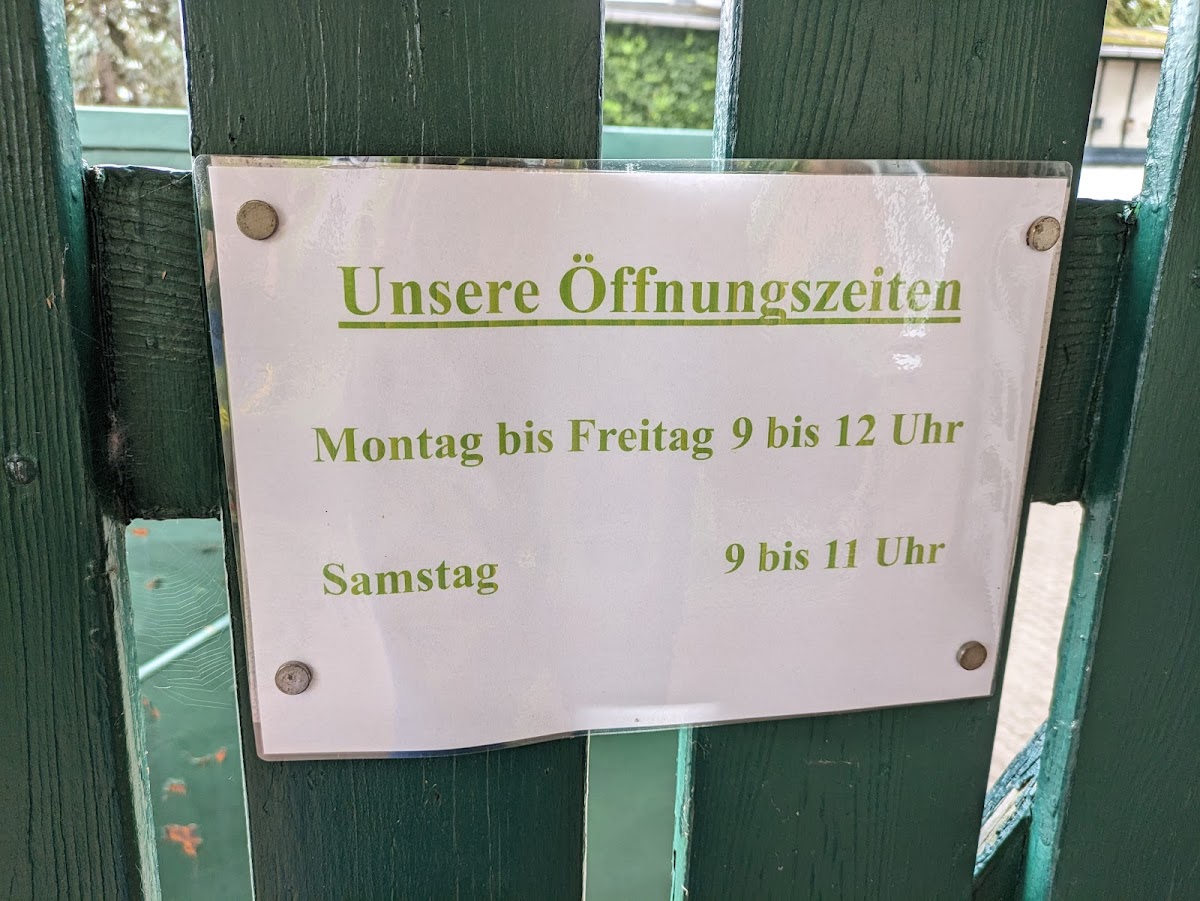 Unsere Öffnungszeiten
Montag bis Freitag 9 bis 12 Uhr
Samstag 9 bis 11 Uhr